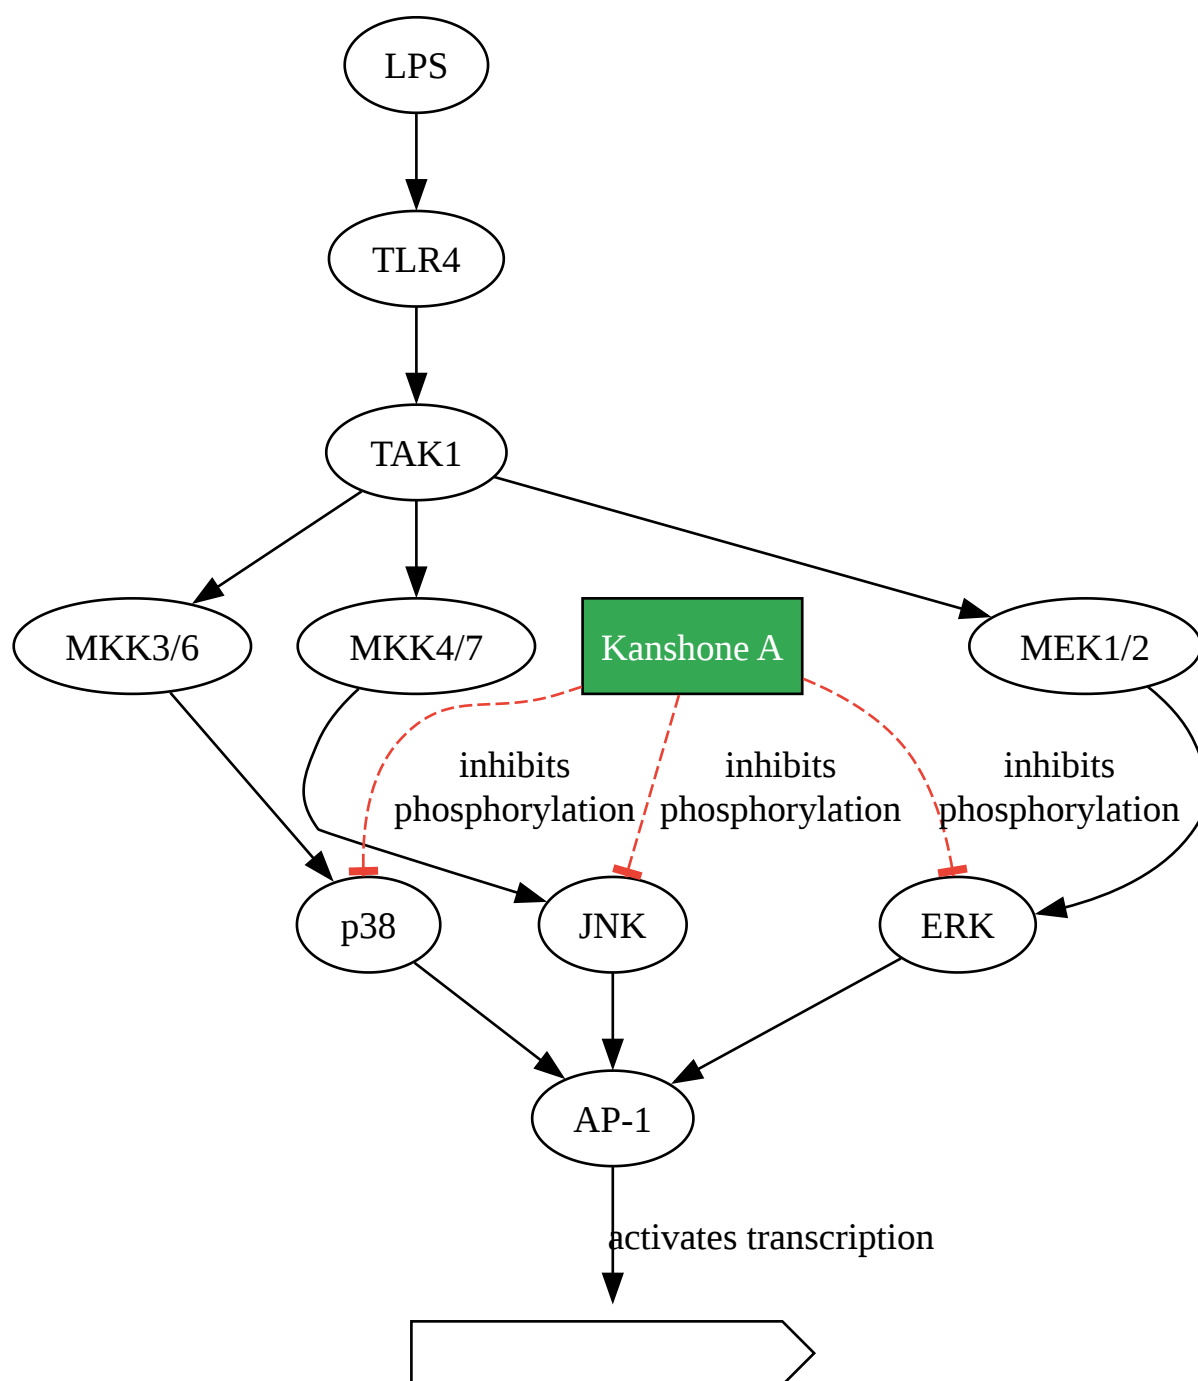 LPS
TLR4
TAK1
MKK3/6
MKK4/7
Kanshone A
MEK1/2
inhibits
phosphorylation
inhibits
phosphorylation
inhibits
phosphorylation
p38
JNK
ERK
AP-1
activates transcription